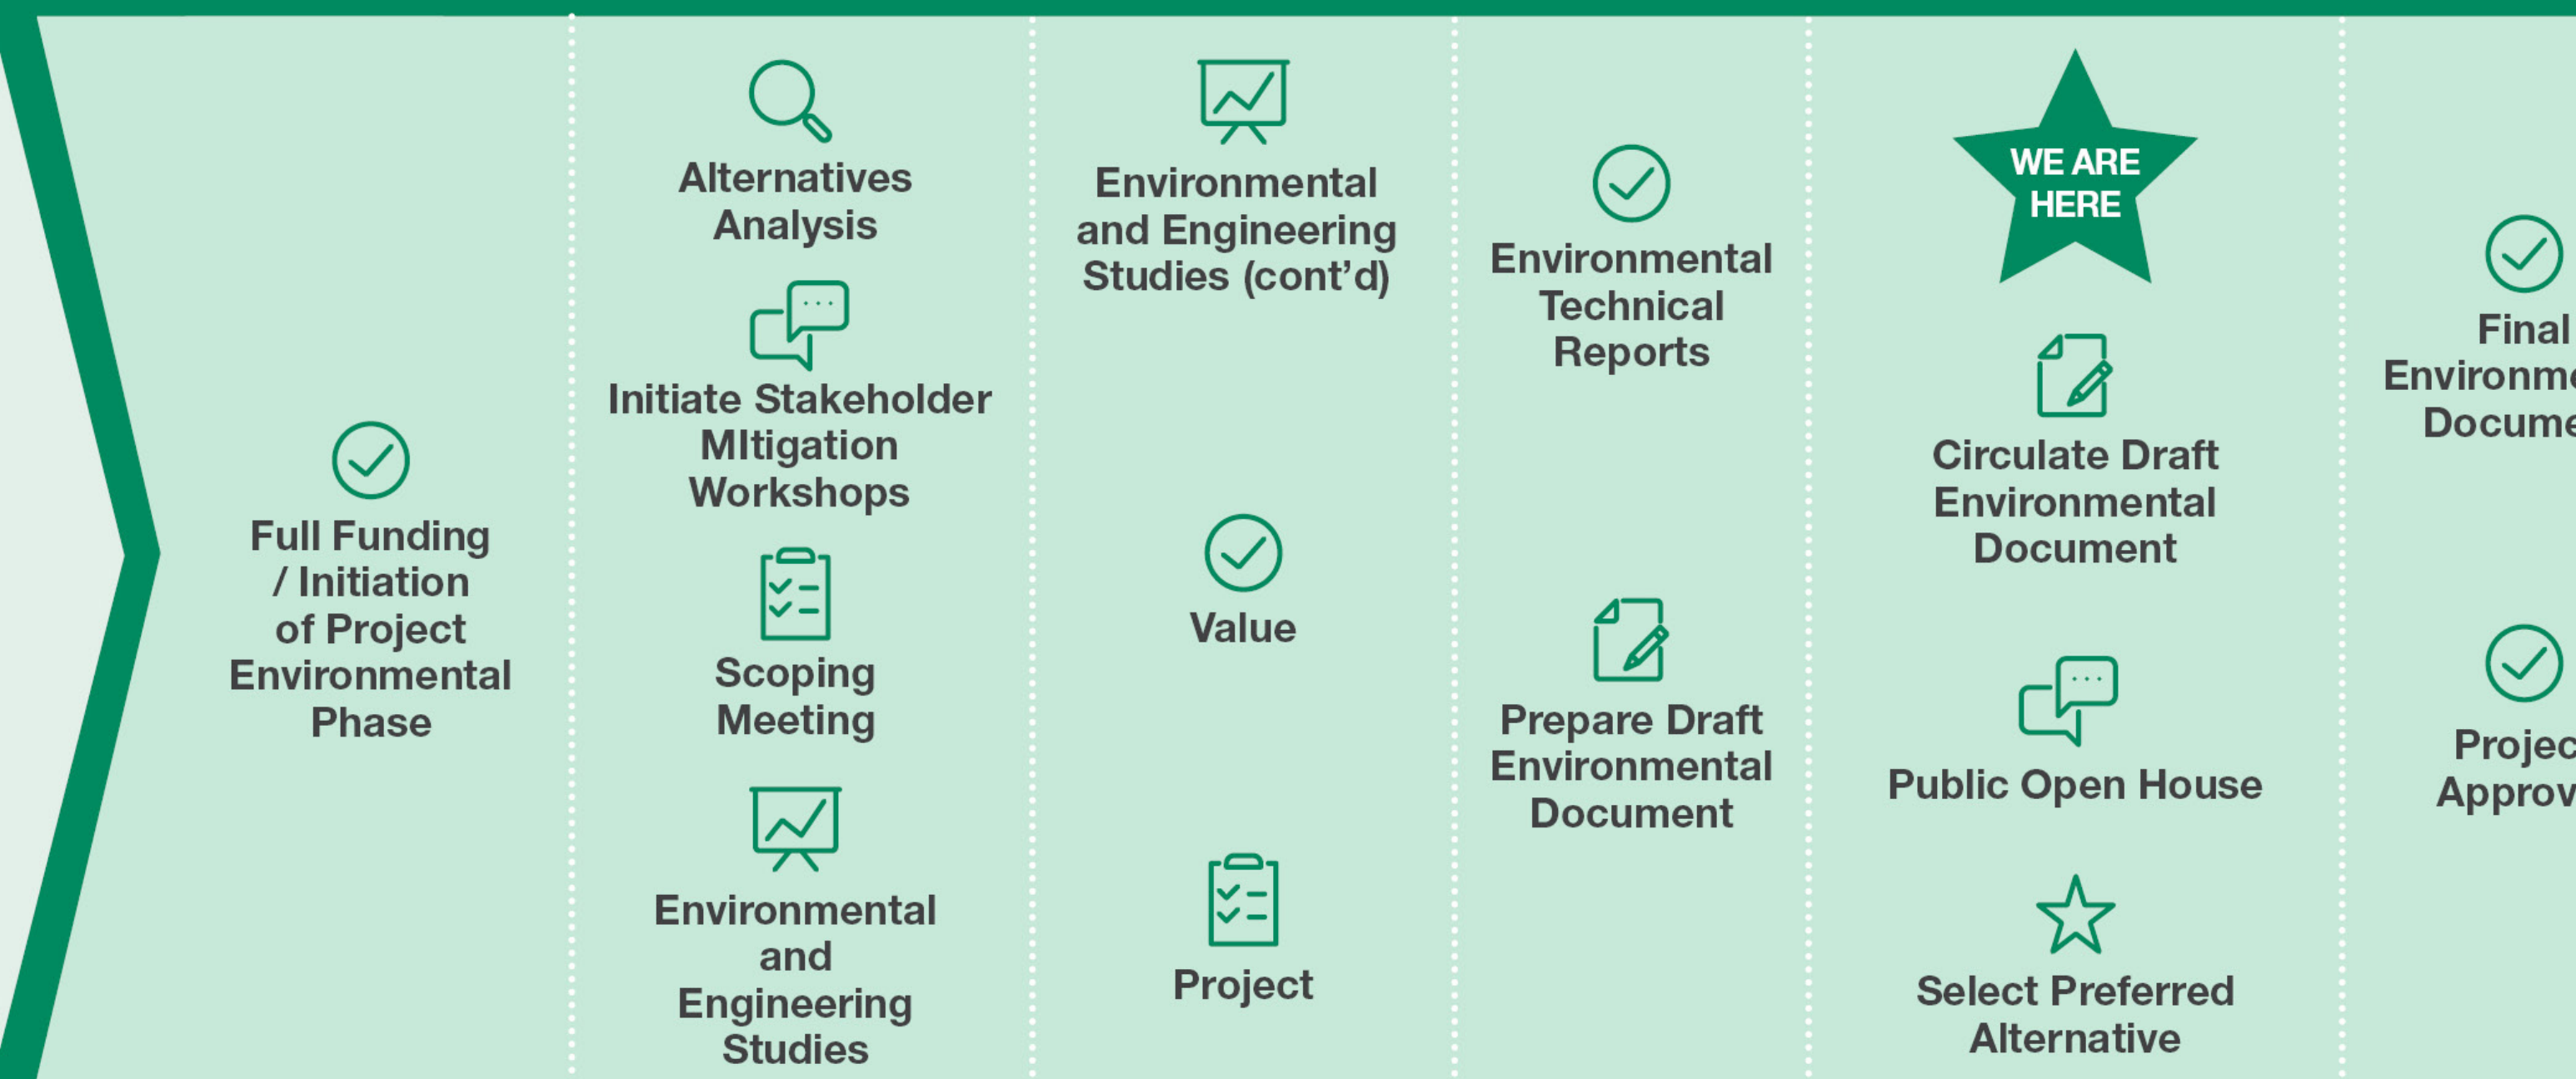 Full Funding
/ Initiation
of Project
Environmental
Phase
Alternatives
Analysis
Initiate Stakeholder
MItigation
Workshops
Scoping
Meeting
Environmental
and
Engineering
Studies
Environmental
and Engineering
Studies (cont’d)
Value
Project
Environmental
Technical
Reports
Prepare Draft
Environmental
Document
WE ARE
HERE
Circulate Draft
Environmental
Document
Public Open House
Select Preferred
Alternative
Final